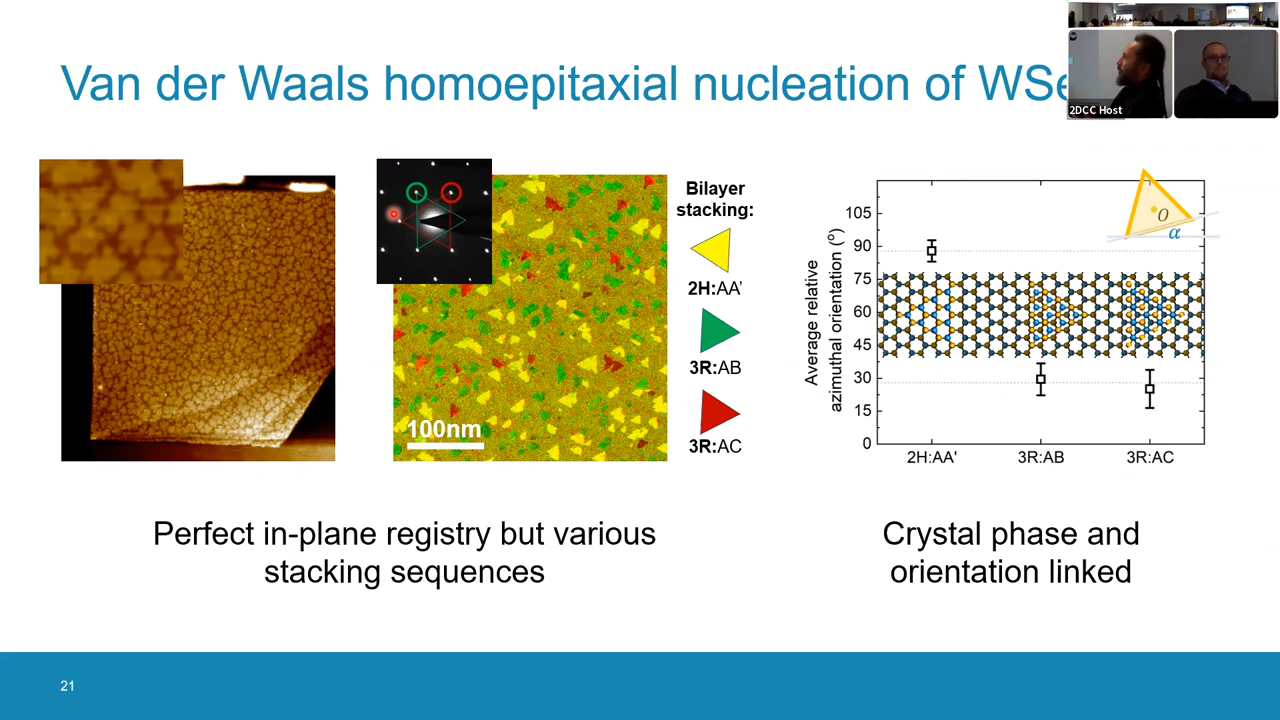 Van der Waals homoepitaxial nucleation of WSe
2DCC Host
100nm
Bilayer
stacking:
2H:AA'
3R:AB
3R:AC
Average relative
azimuthal orientation (°)
105
90
75
60
45
30
15
0
2H:AA'
3R:AB
3R:AC
O
α
Perfect in-plane registry but various
stacking sequences
Crystal phase and
orientation linked
21